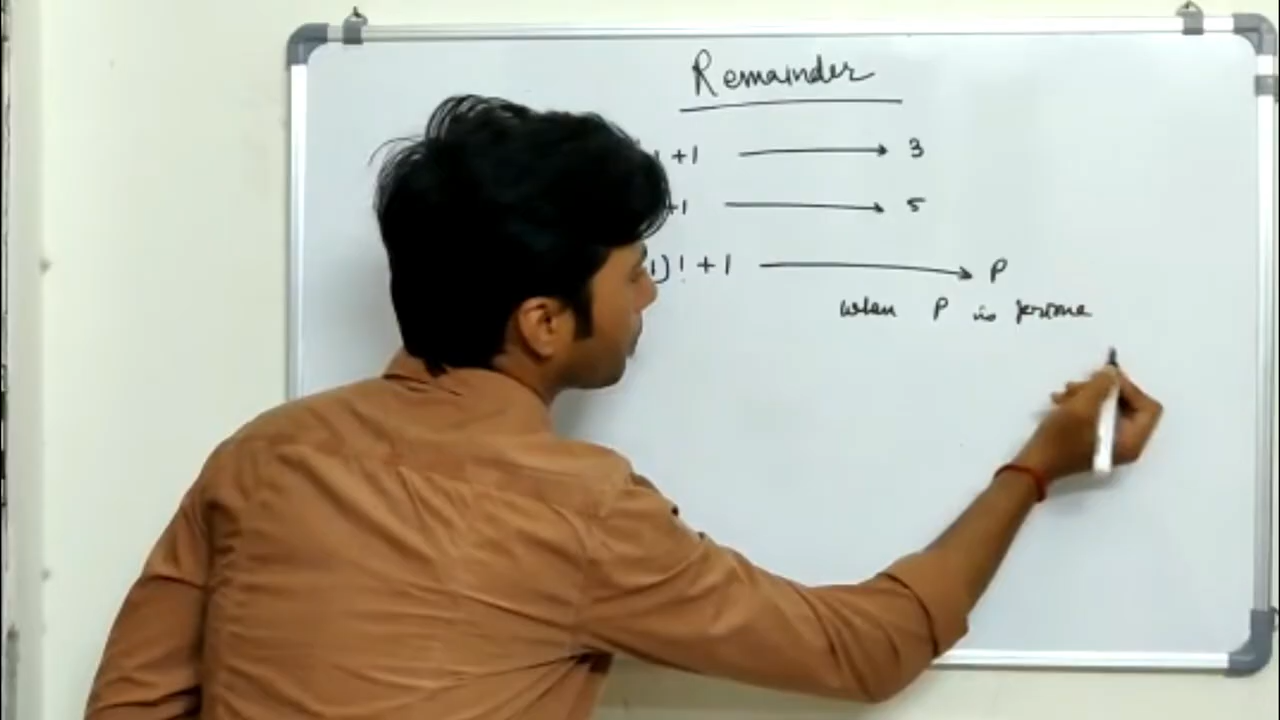 Remainder
! +1 → 3
+1 → 5
1)! +1 → P
when P is prime